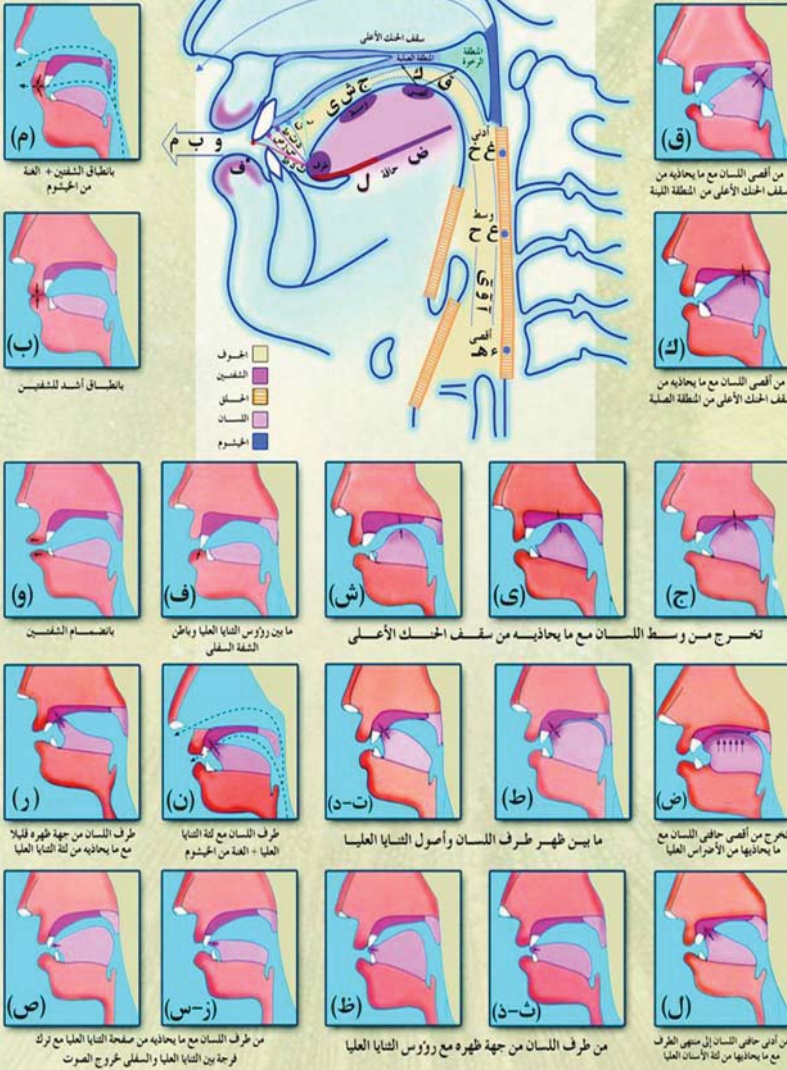 سقف الحنك الأعلى
المنطقة الصلبة
المنطقة
الرخوة
ق
ك
ج ش ي
أقصى
وسط
طرف
حافة
ض
ل
و ب م
ف
أدنى
غ خ
وسط
ع ح
آ و ى
أقصى
ء ه
الجوف
الشفتين
الحلق
اللسان
الخيشوم
(ق)
من أقصى اللسان مع ما يحاذيه من
سقف الحنك الأعلى من المنطقة اللينة
(م)
بانطباق الشفتين + الغنة
من الخيشوم
(ك)
من أقصى اللسان مع ما يحاذيه من
سقف الحنك الأعلى من المنطقة الصلبة
(ب)
بانطباق أشد للشفتين
(ج)
(ى)
(ش)
تخرج من وسط اللسان مع ما يحاذيه من سقف الحنك الأعلى
(ف)
ما بين رؤوس الثنايا العليا وباطن
الشفة السفلى
(و)
بانضمام الشفتين
(ض)
تخرج من أقصى حافتي اللسان مع
ما يحاذيها من الأضراس العليا
(ط)
(ت-د)
ما بين ظهر طرف اللسان وأصول الثنايا العليا
(ن)
طرف اللسان مع لثة الثنايا
العليا + الغنة من الخيشوم
(ر)
طرف اللسان من جهة ظهره قليلا
مع ما يحاذيه من لثة الثنايا العليا
(ل)
من أدنى حافتي اللسان إلى منتهى الطرف
مع ما يحاذيها من لثة الأسنان العليا
(ث-ذ)
(ظ)
من طرف اللسان من جهة ظهره مع رؤوس الثنايا العليا
(ز-س)
(ص)
من طرف اللسان مع ما يحاذيه من صفحة الثنايا العليا مع ترك
فرجة بين الثنايا العليا والسفلى لخروج الصوت